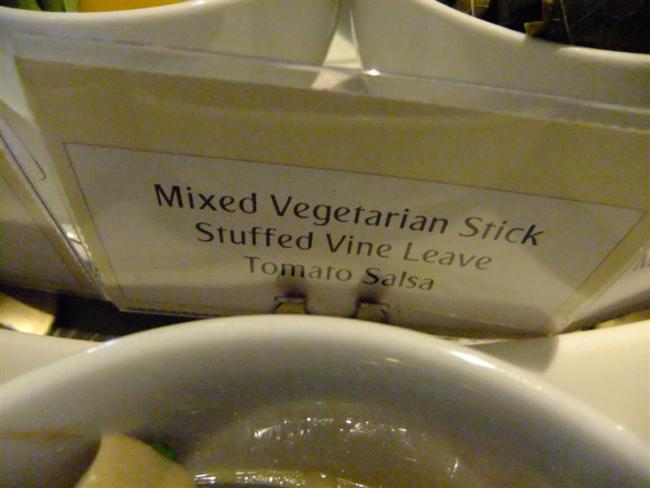 Mixed Vegetarian Stick
Stuffed Vine Leave
Tomato Salsa